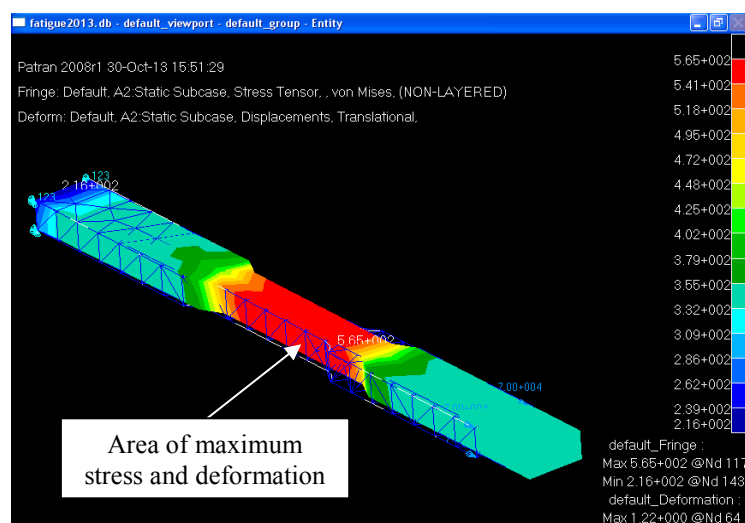 fatigue2013.db - default_viewport - default_group - Entity
Patran 2008r1 30-Oct-13 15:51:29
Fringe: Default, A2:Static Subcase, Stress Tensor, , von Mises, (NON-LAYERED)
Deform: Default, A2:Static Subcase, Displacements, Translational,
5.65+002
5.41+002
5.18+002
4.95+002
4.72+002
4.48+002
4.25+002
4.02+002
3.79+002
3.55+002
3.32+002
3.09+002
2.86+002
2.62+002
2.39+002
2.16+002
123
2.16+002
123
5.65+002
7.00+004
Area of maximum
stress and deformation
default_Fringe :
Max 5.65+002 @Nd 117
Min 2.16+002 @Nd 143
default_Deformation :
Max 1.22+000 @Nd 64